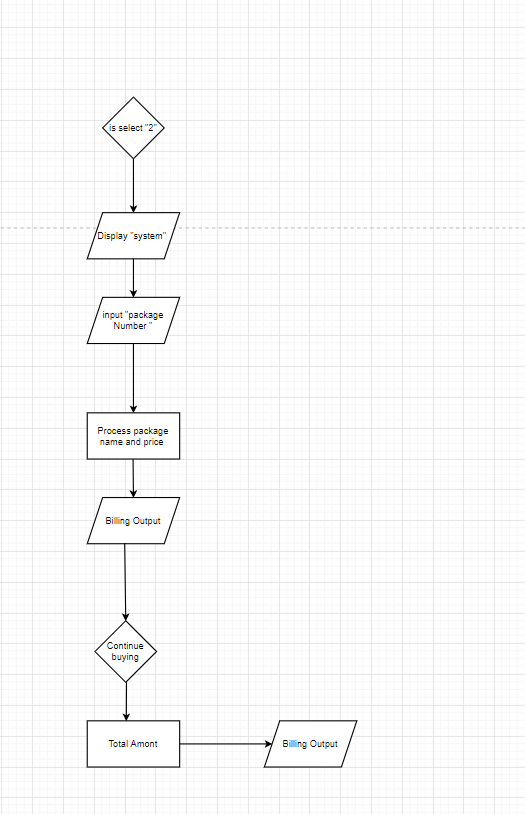 is select "2"
Display "system"
input "package
Number "
Process package
name and price
Billing Output
Continue
buying
Total Amont
Billing Output